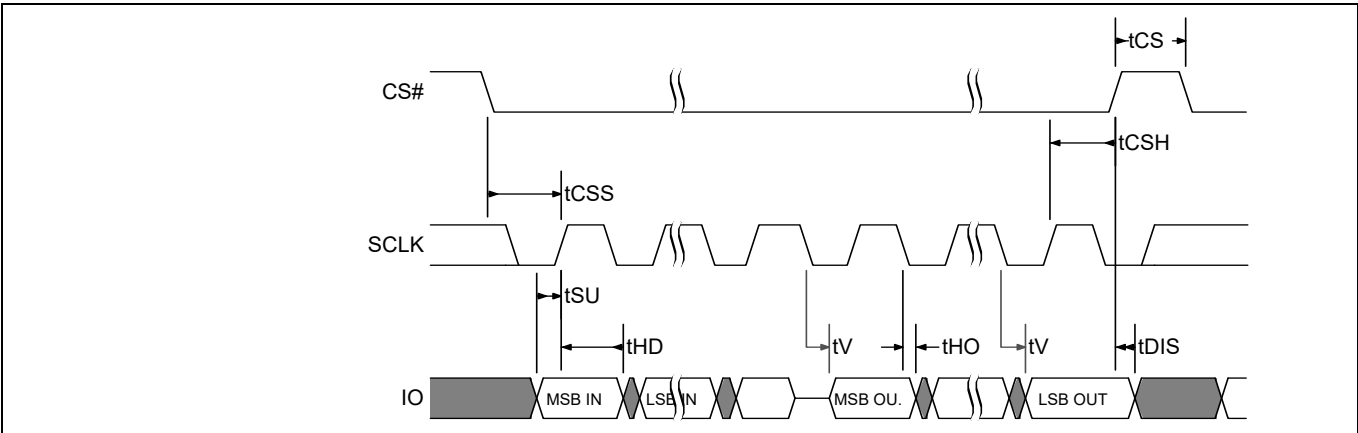 tCS
CS#
tCSH
tCSS
SCLK
tSU
tHD
tV
tHO
tV
tDIS
IO
MSB IN
LSB IN
MSB OU.
LSB OUT